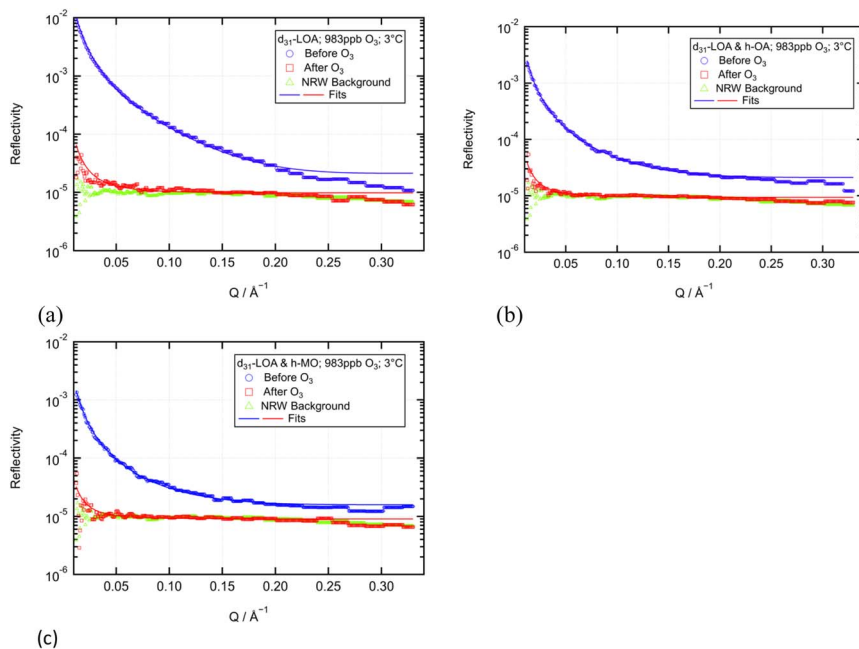 10⁻²
10⁻³
10⁻⁴
10⁻⁵
10⁻⁶
Reflectivity
d₃₁-LOA; 983ppb O₃; 3°C
Before O₃
After O₃
NRW Background
Fits
0.05 0.10 0.15 0.20 0.25 0.30
Q / Å⁻¹
(a)
10⁻²
10⁻³
10⁻⁴
10⁻⁵
10⁻⁶
Reflectivity
d₃₁-LOA & h-OA; 983ppb O₃; 3°C
Before O₃
After O₃
NRW Background
Fits
0.05 0.10 0.15 0.20 0.25 0.30
Q / Å⁻¹
(b)
10⁻²
10⁻³
10⁻⁴
10⁻⁵
10⁻⁶
Reflectivity
d₃₁-LOA & h-MO; 983ppb O₃; 3°C
Before O₃
After O₃
NRW Background
Fits
0.05 0.10 0.15 0.20 0.25 0.30
Q / Å⁻¹
(c)